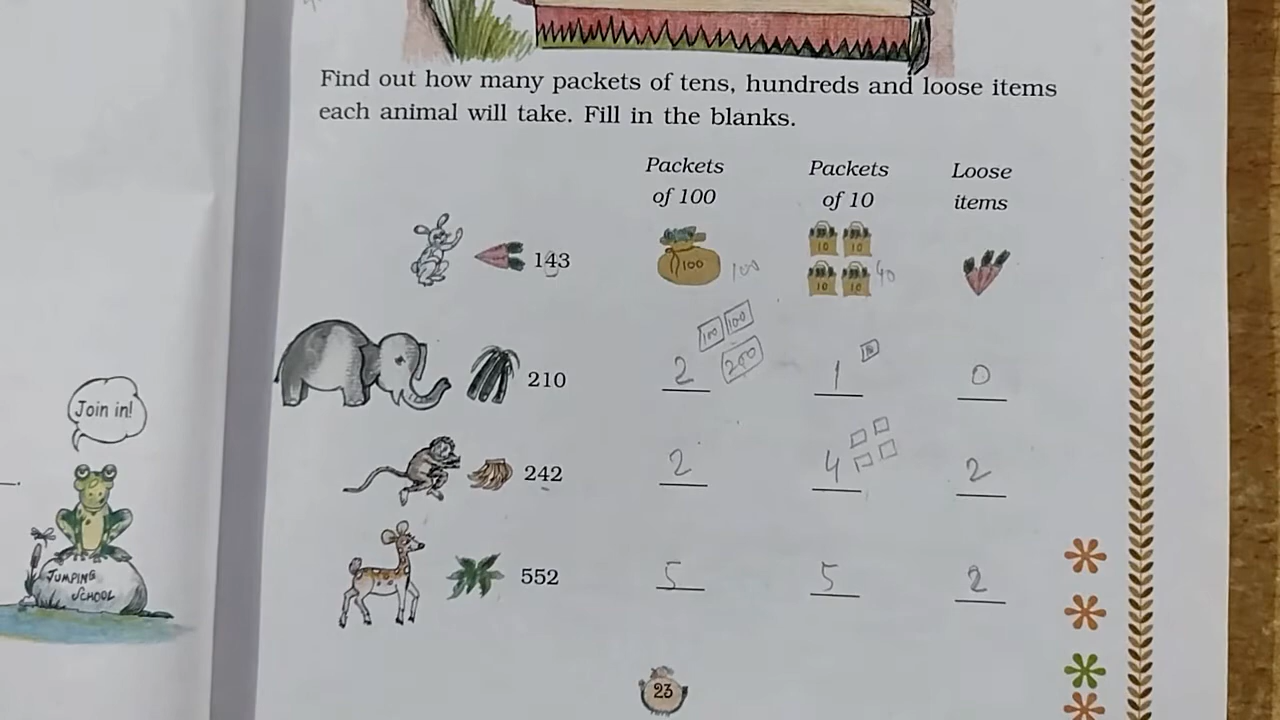 Find out how many packets of tens, hundreds and loose items
each animal will take. Fill in the blanks.
Packets of 100
Packets of 10
Loose items
143
100
100
10 10
10 10
40
3
210
2
100 100
200
1
10
0
242
2
4
2
552
5
5
2
Join in!
JUMPING
SCHOOL
23